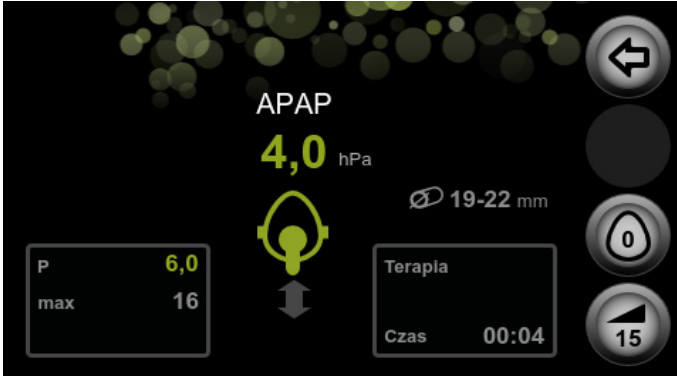 APAP
4,0 hPa
19-22 mm
P 6,0
max 16
Terapia
Czas 00:04
0
15